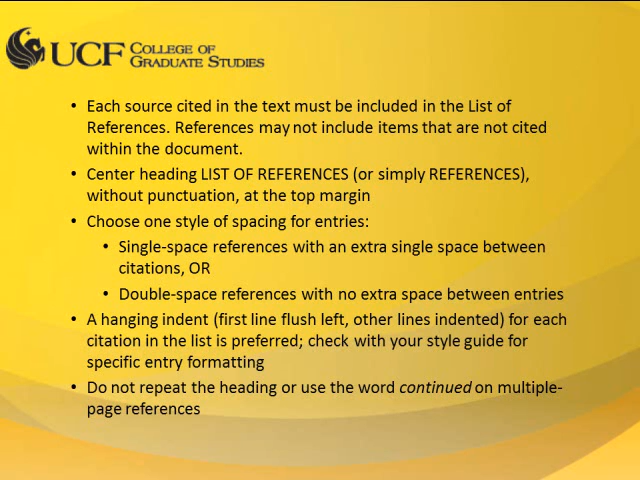 UCF COLLEGE OF
GRADUATE STUDIES
• Each source cited in the text must be included in the List of
References. References may not include items that are not cited
within the document.
• Center heading LIST OF REFERENCES (or simply REFERENCES),
without punctuation, at the top margin
• Choose one style of spacing for entries:
• Single-space references with an extra single space between
citations, OR
• Double-space references with no extra space between entries
• A hanging indent (first line flush left, other lines indented) for each
citation in the list is preferred; check with your style guide for
specific entry formatting
• Do not repeat the heading or use the word continued on multiple-
page references